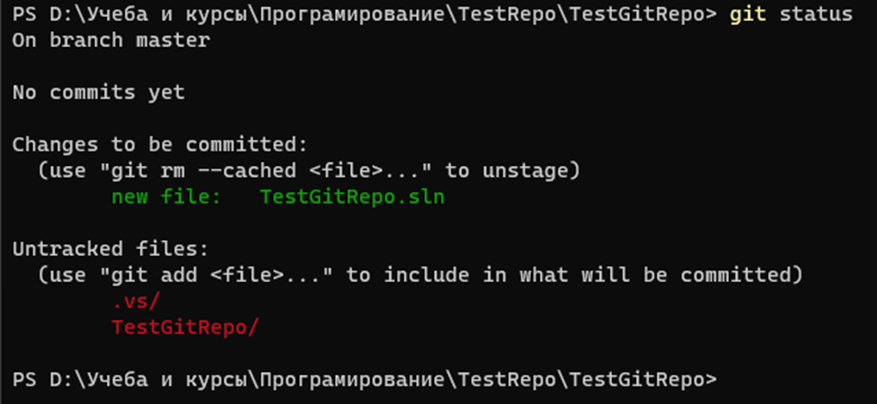 PS D:\Учеба и курсы\Програмирование\TestRepo\TestGitRepo> git status
On branch master
No commits yet
Changes to be committed:
(use "git rm --cached <file>..." to unstage)
new file: TestGitRepo.sln
Untracked files:
(use "git add <file>..." to include in what will be committed)
.vs/
TestGitRepo/
PS D:\Учеба и курсы\Програмирование\TestRepo\TestGitRepo>